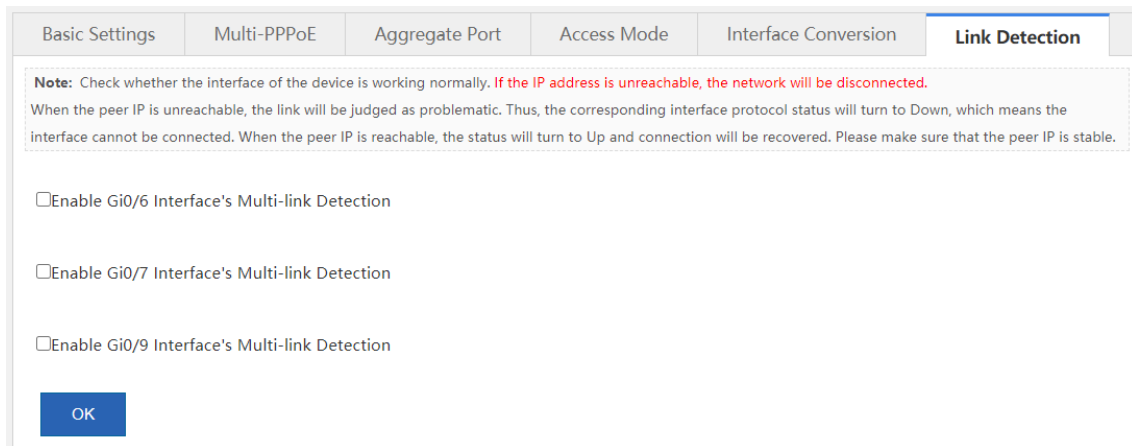 Basic Settings Multi-PPPoE Aggregate Port Access Mode Interface Conversion Link Detection
Note: Check whether the interface of the device is working normally. If the IP address is unreachable, the network will be disconnected.
When the peer IP is unreachable, the link will be judged as problematic. Thus, the corresponding interface protocol status will turn to Down, which means the
interface cannot be connected. When the peer IP is reachable, the status will turn to Up and connection will be recovered. Please make sure that the peer IP is stable.
Enable Gi0/6 Interface's Multi-link Detection
Enable Gi0/7 Interface's Multi-link Detection
Enable Gi0/9 Interface's Multi-link Detection
OK